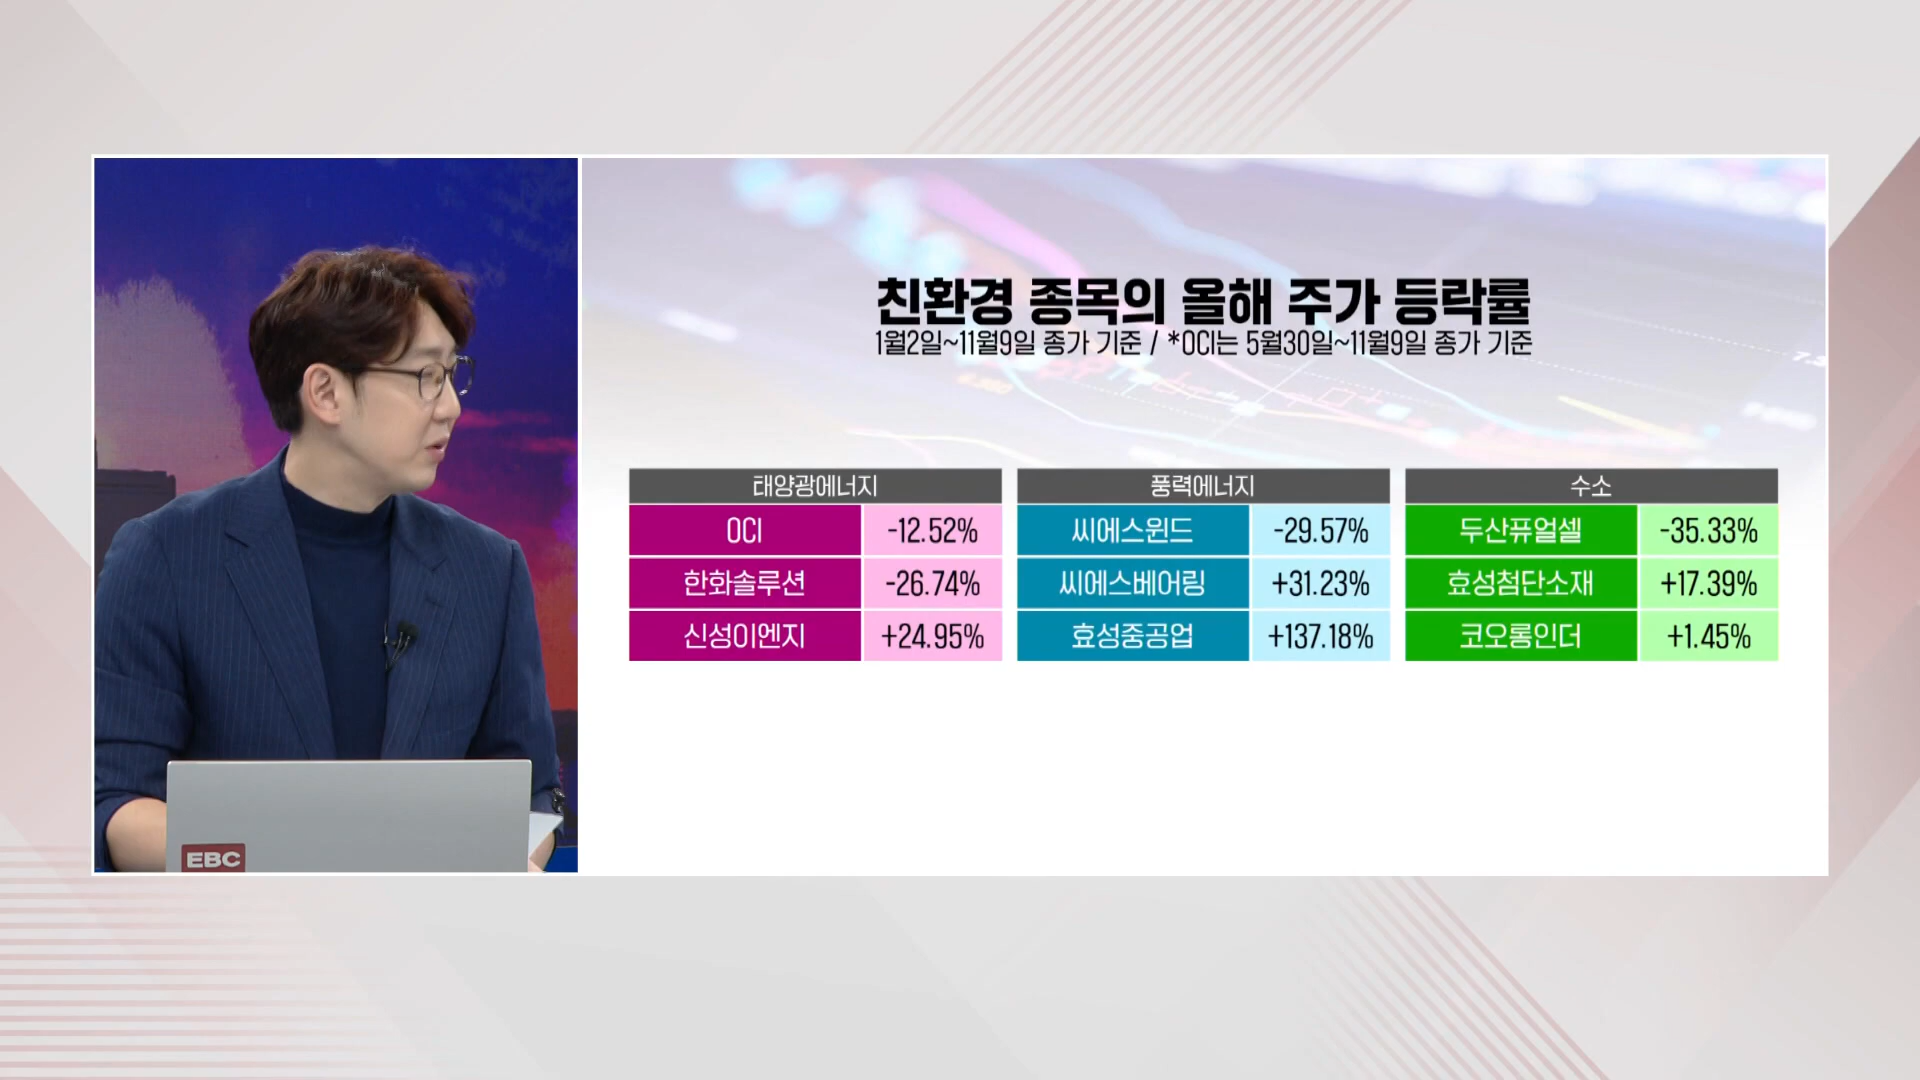 친환경 종목의 올해 주가 등락률
1월2일~11월9일 종가 기준 / *OCI는 5월30일~11월9일 종가 기준
태양광에너지
OCI -12.52%
한화솔루션 -26.74%
신성이엔지 +24.95%
풍력에너지
씨에스윈드 -29.57%
씨에스베어링 +31.23%
효성중공업 +137.18%
수소
두산퓨얼셀 -35.33%
효성첨단소재 +17.39%
코오롱인더 +1.45%
EBC